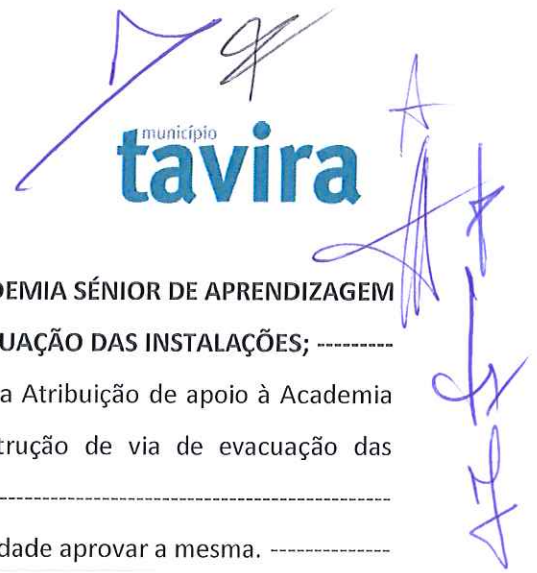 município
tavira
DEMIA SÉNIOR DE APRENDIZAGEM
UAÇÃO DAS INSTALAÇÕES; ---------
a Atribuição de apoio à Academia
trução de via de evacuação das
--------------------------------------------------
dade aprovar a mesma. --------------